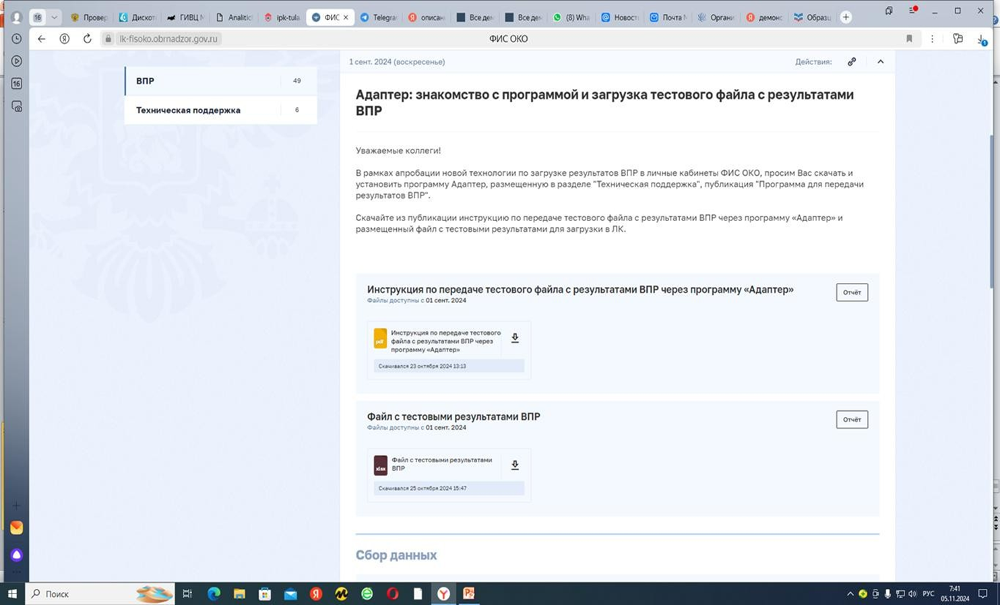 16
Провер
Дискот
ГИВЦ М
Analitic
ipk-tula
ФИС
Telegra
описан
Все де
Все де
(8) Wha
Новост
Почта
Органи
демонс
Образц
lk-fisoko.obrnadzor.gov.ru
ФИС ОКО
1
16
ВПР
49
Техническая поддержка
6
1 сент. 2024 (воскресенье)
Действия:
Адаптер: знакомство с программой и загрузка тестового файла с результатами
ВПР
Уважаемые коллеги!
В рамках апробации новой технологии по загрузке результатов ВПР в личные кабинеты ФИС ОКО, просим Вас скачать и
установить программу Адаптер, размещенную в разделе "Техническая поддержка", публикация "Программа для передачи
результатов ВПР".
Скачайте из публикации инструкцию по передаче тестового файла с результатами ВПР через программу «Адаптер» и
размещенный файл с тестовыми результатами для загрузки в ЛК.
Инструкция по передаче тестового файла с результатами ВПР через программу «Адаптер»
Отчёт
Файлы доступны с 01 сент. 2024
pdf
Инструкция по передаче тестового
файла с результатами ВПР через
программу «Адаптер»
Скачивался 23 октября 2024 13:13
Файл с тестовыми результатами ВПР
Отчёт
Файлы доступны с 01 сент. 2024
xlsx
Файл с тестовыми результатами
ВПР
Скачивался 25 октября 2024 15:47
Сбор данных
Поиск
РУС
7:41
05.11.2024